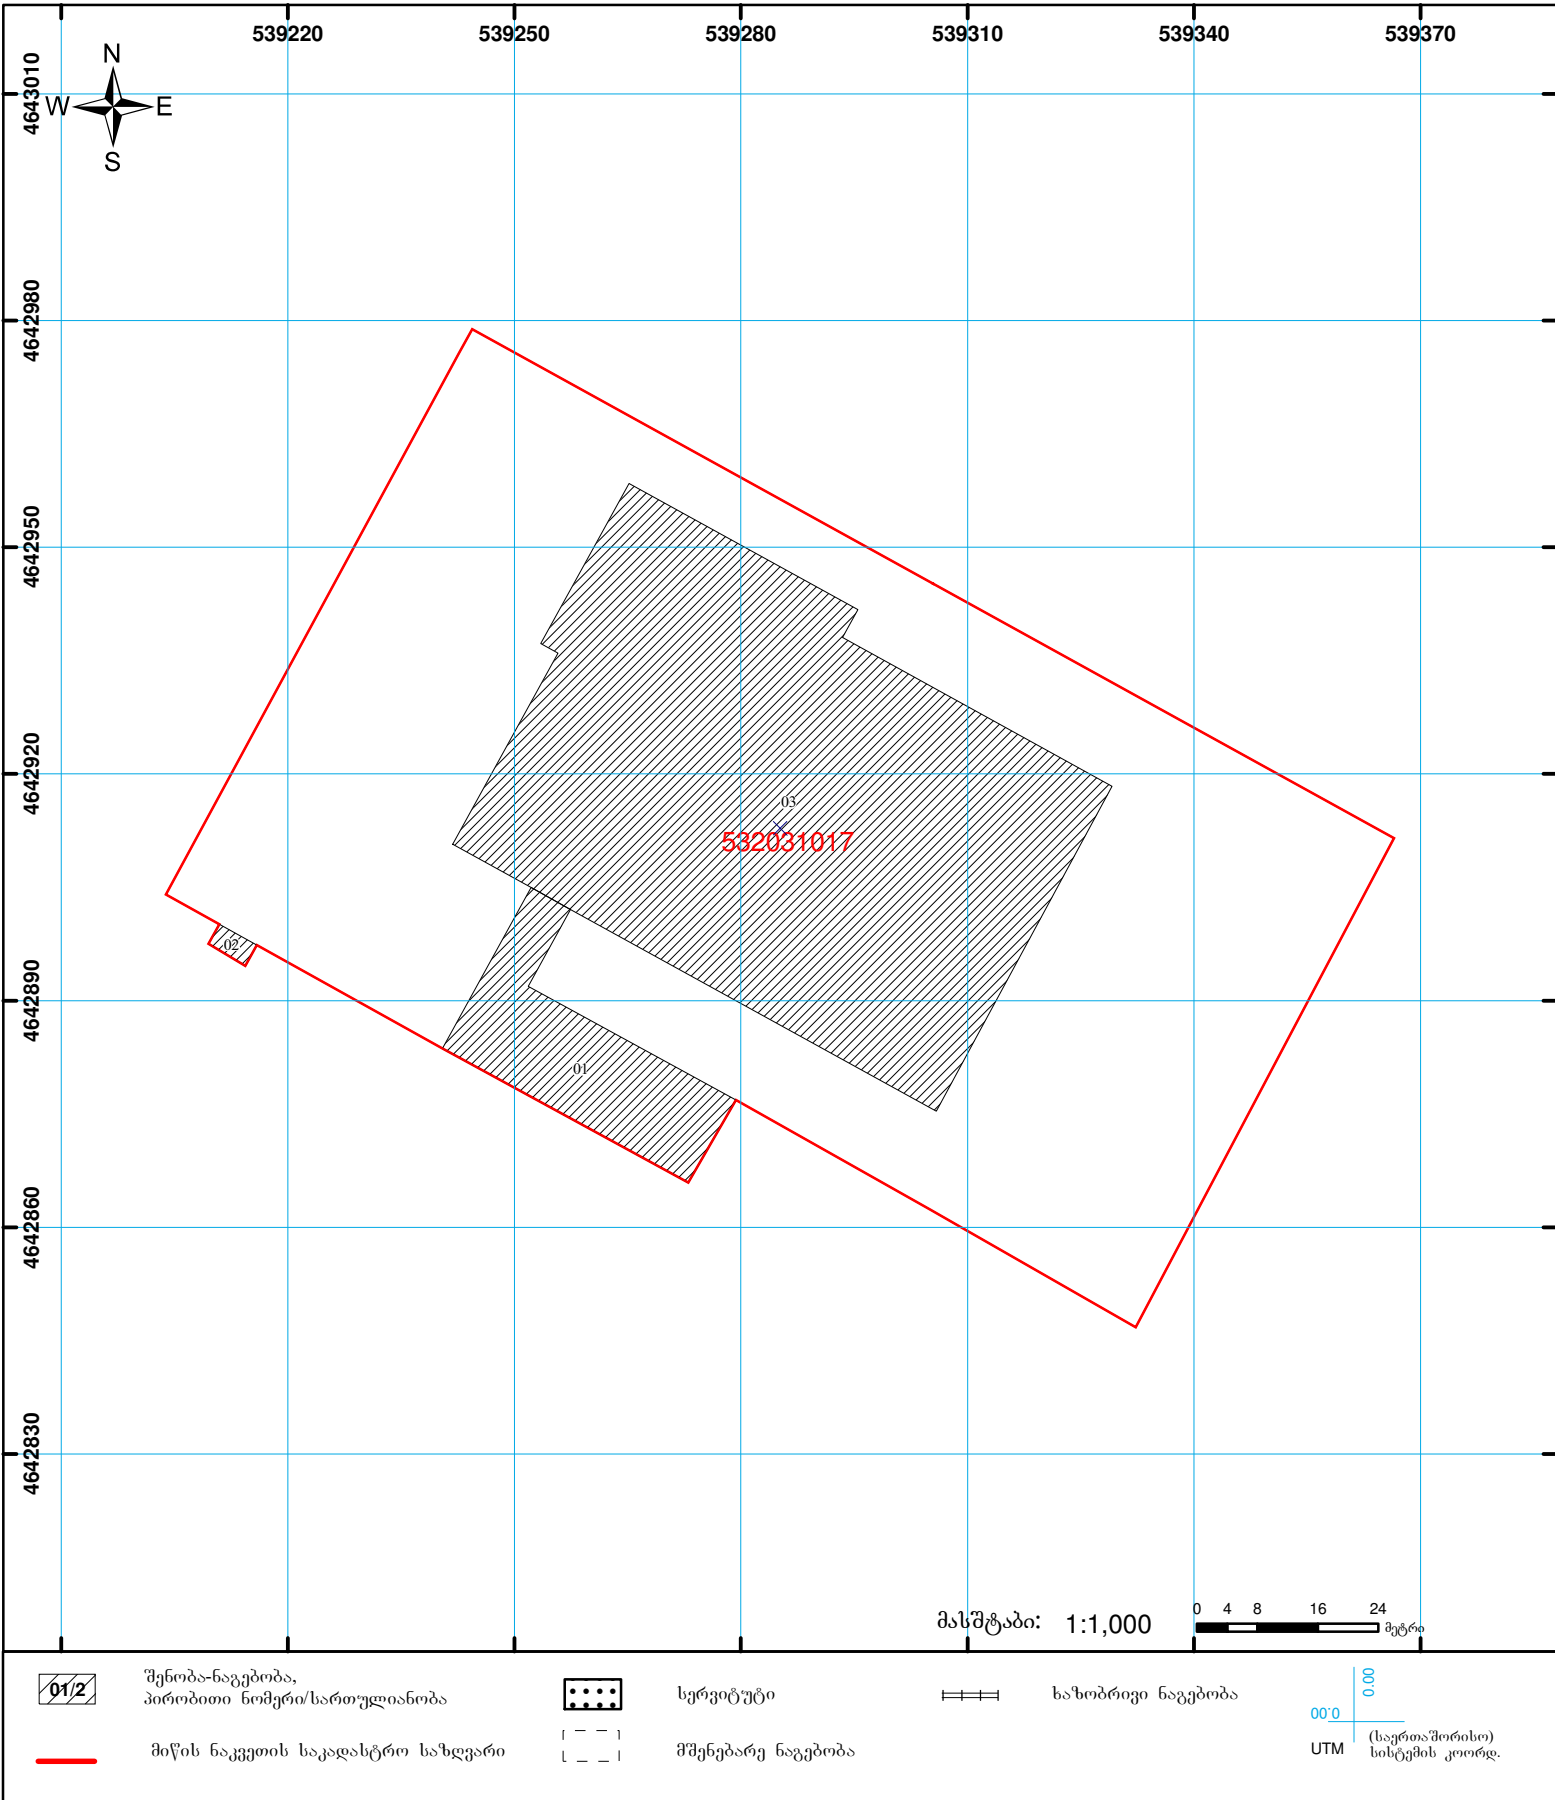 539220 539250 539280 539310 539340 539370
N
W E
S
4643010
4642980
4642950
4642920
4642890
4642860
4642830
03
532031017
02
01
მასშტაბი: 1:1,000
0 4 8 16 24
მეტრი
01/2
შენობა-ნაგებობა,
პირობითი ნომერი/სართულიანობა
სერვიტუტი
ხაზობრივი ნაგებობა
მიწის ნაკვეთის საკადასტრო საზღვარი
მშენებარე ნაგებობა
0.00
00.0
UTM
(საერთაშორისო)
სისტემის კოორდ.